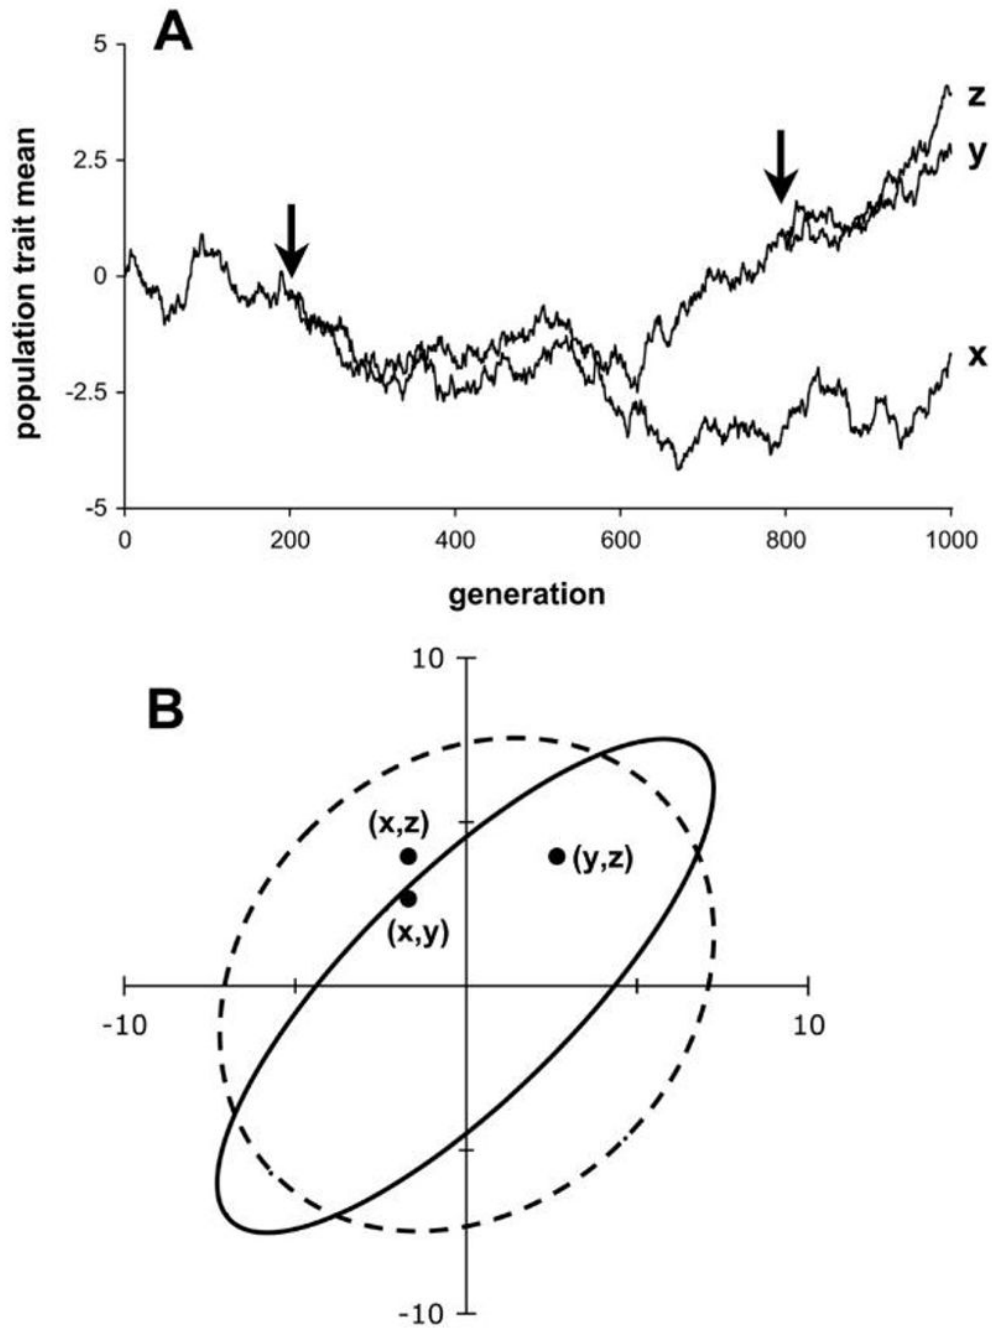 A
5
z
2.5
y
0
x
-2.5
-5
0 200 400 600 800 1000
population trait mean
generation
10
B
(x,z)
(y,z)
(x,y)
-10
10
-10